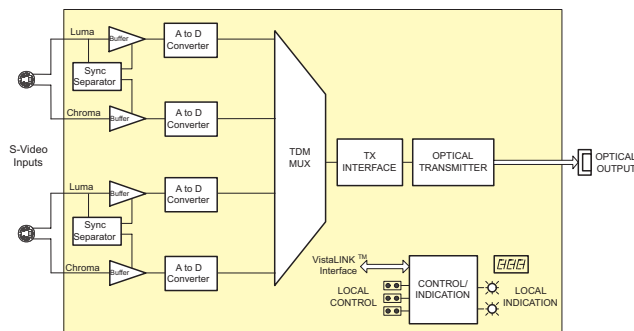 Luma
Buffer
A to D
Converter
Sync
Separator
Chroma
Buffer
A to D
Converter
S-Video
Inputs
Luma
Buffer
A to D
Converter
Sync
Separator
Chroma
Buffer
A to D
Converter
TDM
MUX
TX
INTERFACE
OPTICAL
TRANSMITTER
OPTICAL
OUTPUT
VistaLINK TM
Interface
LOCAL
CONTROL
CONTROL/
INDICATION
LOCAL
INDICATION